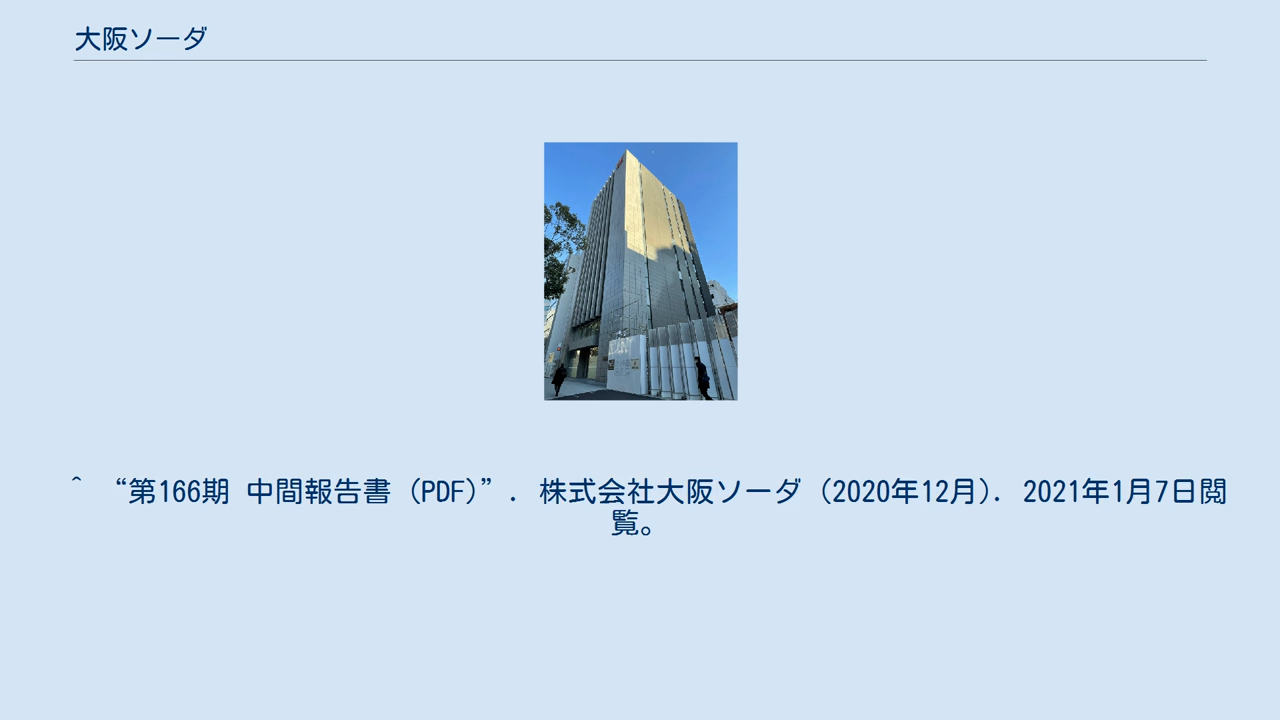 大阪ソーダ
^ “第166期 中間報告書（PDF）”. 株式会社大阪ソーダ（2020年12月）. 2021年1月7日閲
覧。